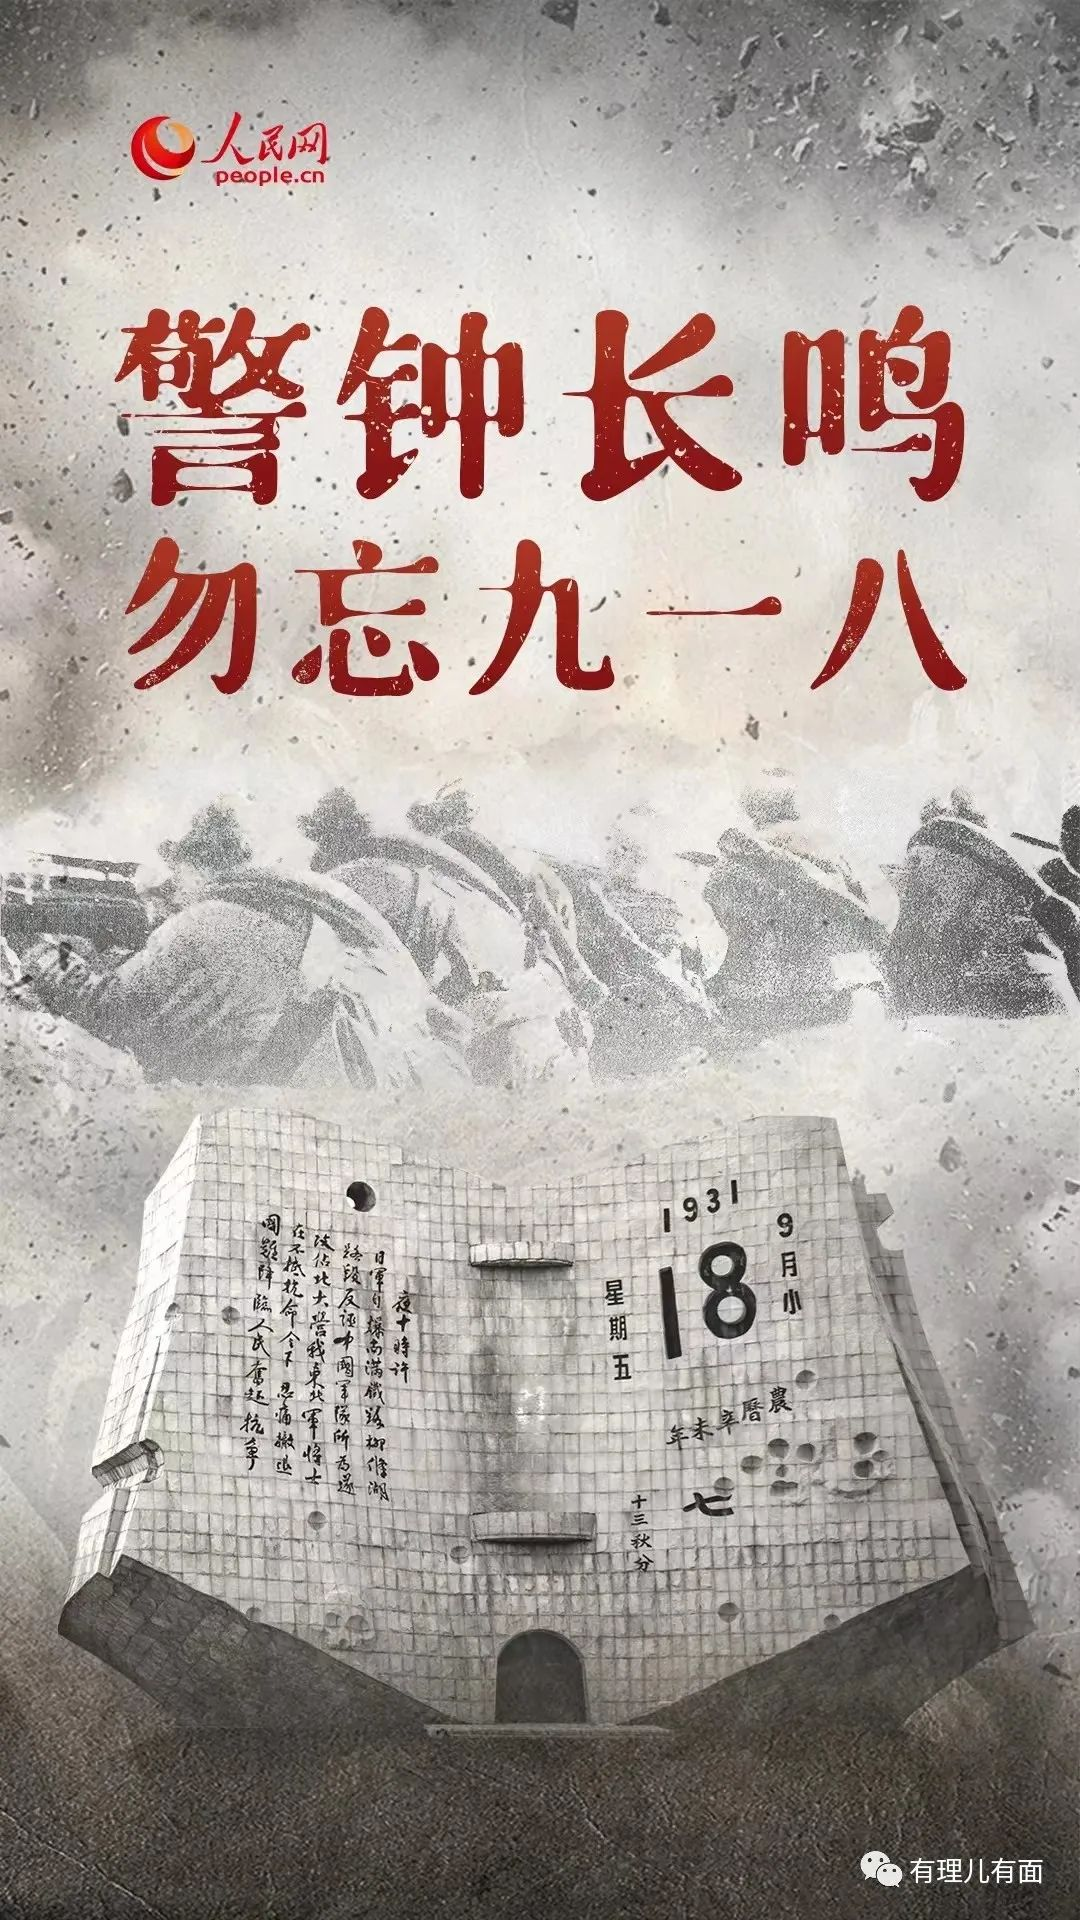 人民网
people.cn
警钟长鸣
勿忘九一八
1931
9月小
18
星期五
農曆辛未年
七
十三秋分
夜十時許
日軍自爆南滿鐵路柳條湖
路段反誣中國軍隊所為遂
攻佔北大營我東北軍將士
在不抵抗命令下忍痛撤退
國難降臨人民奮起抗爭
有理儿有面